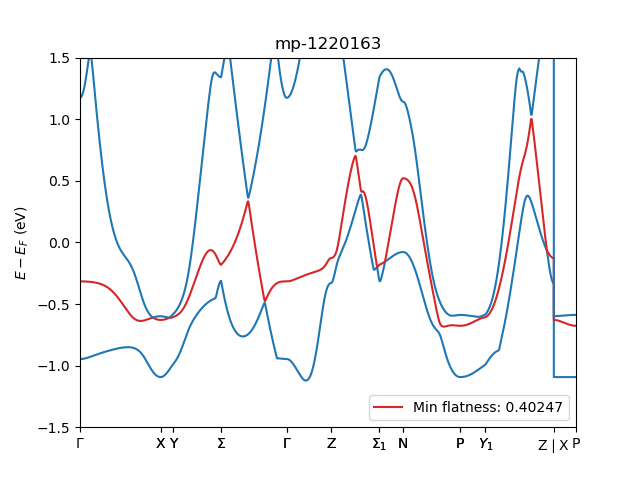 mp-1220163
E − E_F (eV)
1.5
1.0
0.5
0.0
−0.5
−1.0
−1.5
Min flatness: 0.40247
Γ X Y Σ Γ Z Σ₁ N P Y₁ Z | X P